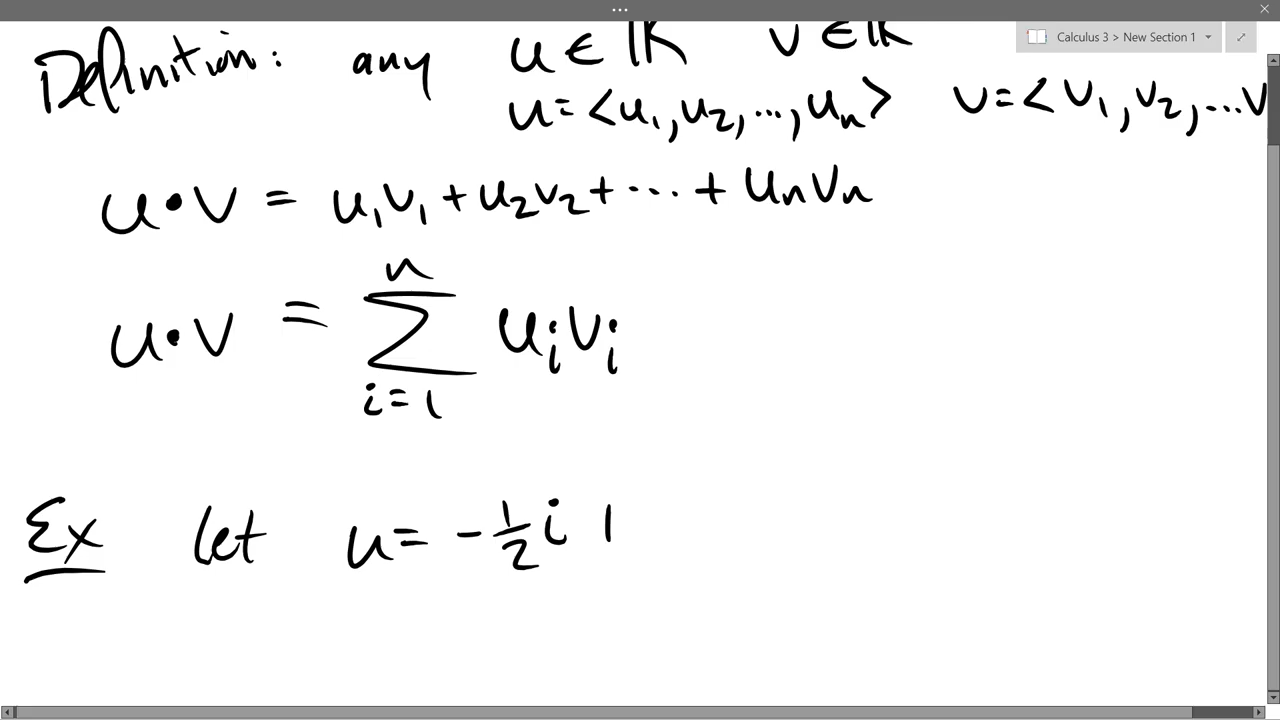 Calculus 3 > New Section 1
Definition: any u ∈ ℝ v ∈ ℝ
u = <u₁, u₂, ..., uₙ> v = < v₁, v₂, ... v
u • v = u₁v₁ + u₂v₂ + ... + uₙvₙ
n
u • v = ∑ uᵢvᵢ
i = 1
Ex let u = -½i